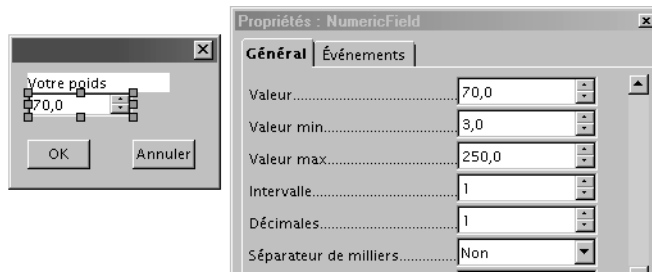 Votre poids
70,0
OK
Annuler
Propriétés : NumericField
Général
Événements
Valeur 70,0
Valeur min 3,0
Valeur max 250,0
Intervalle 1
Décimales 1
Séparateur de milliers Non